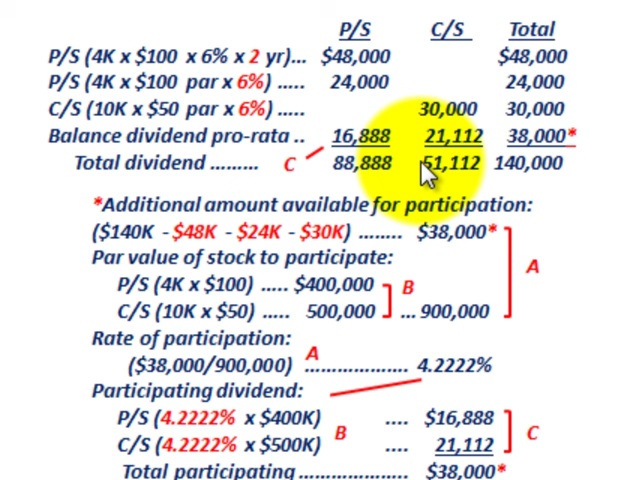 P/S C/S Total
P/S (4K x $100 x 6% x 2 yr)... $48,000 $48,000
P/S (4K x $100 par x 6%) ..... 24,000 24,000
C/S (10K x $50 par x 6%) ..... 30,000 30,000
Balance dividend pro-rata .. 16,888 21,112 38,000*
Total dividend ......... C 88,888 51,112 140,000
*Additional amount available for participation:
($140K - $48K - $24K - $30K) ........ $38,000*
Par value of stock to participate: A
P/S (4K x $100) ..... $400,000 B
C/S (10K x $50) ..... 500,000 ... 900,000
Rate of participation:
($38,000/900,000) A .................... 4.2222%
Participating dividend:
P/S (4.2222% x $400K) .... $16,888
C/S (4.2222% x $500K) B .... 21,112 C
Total participating ..................... $38,000*